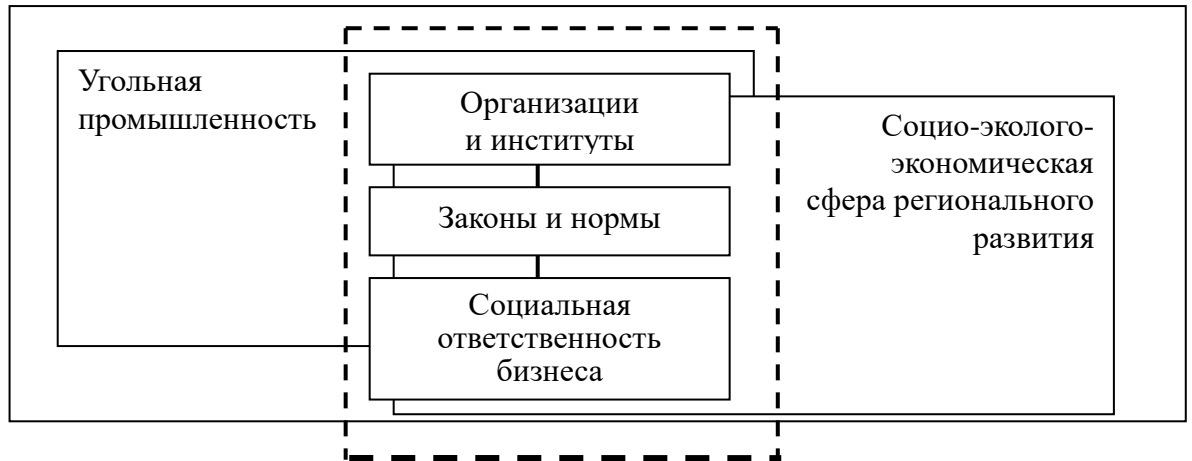 Угольная
промышленность
Организации
и институты
Законы и нормы
Социальная
ответственность
бизнеса
Социо-эколого-
экономическая
сфера регионального
развития